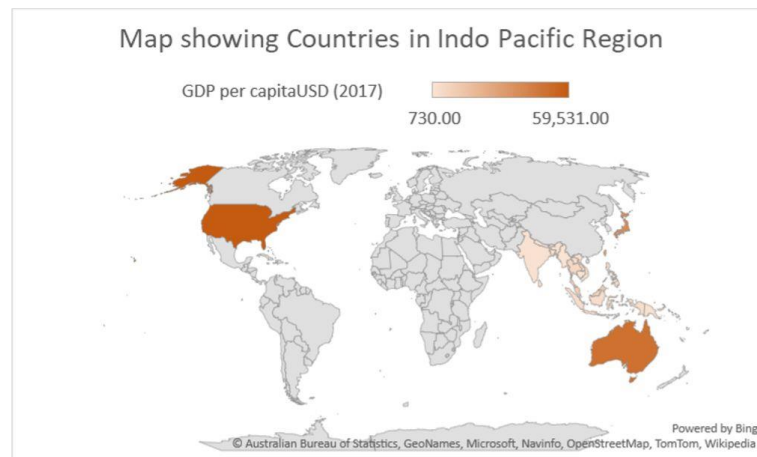 Map showing Countries in Indo Pacific Region
GDP per capitaUSD (2017)
730.00 59,531.00
Powered by Bing
© Australian Bureau of Statistics, GeoNames, Microsoft, Navinfo, OpenStreetMap, TomTom, Wikipedia